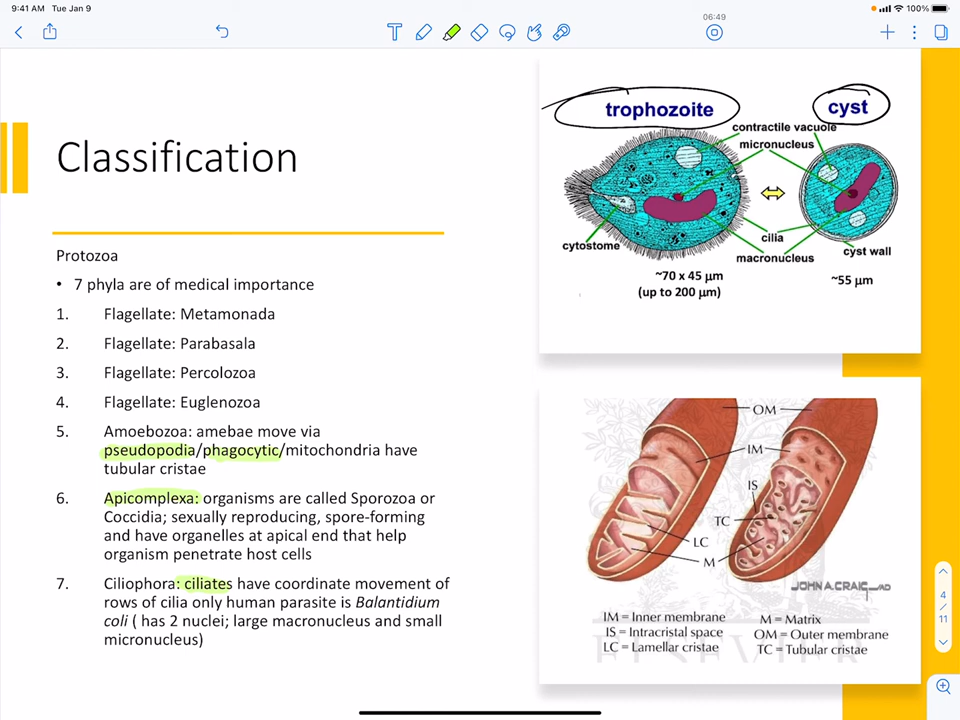 9:41 AM Tue Jan 9
100%
06:49
Classification
Protozoa
• 7 phyla are of medical importance
1. Flagellate: Metamonada
2. Flagellate: Parabasala
3. Flagellate: Percolozoa
4. Flagellate: Euglenozoa
5. Amoebozoa: amebae move via
pseudopodia/phagocytic/mitochondria have
tubular cristae
6. Apicomplexa: organisms are called Sporozoa or
Coccidia; sexually reproducing, spore-forming
and have organelles at apical end that help
organism penetrate host cells
7. Ciliophora: ciliates have coordinate movement of
rows of cilia only human parasite is Balantidium
coli ( has 2 nuclei; large macronucleus and small
micronucleus)
trophozoite
cyst
contractile vacuole
micronucleus
cytostome
cilia
macronucleus
cyst wall
~70 x 45 µm
(up to 200 µm)
~55 µm
OM
IM
IS
TC
LC
M
JOHN A.CRAIG_MD
IM = Inner membrane
IS = Intracristal space
LC = Lamellar cristae
M = Matrix
OM = Outer membrane
TC = Tubular cristae
ELSEVIER
4
/
11